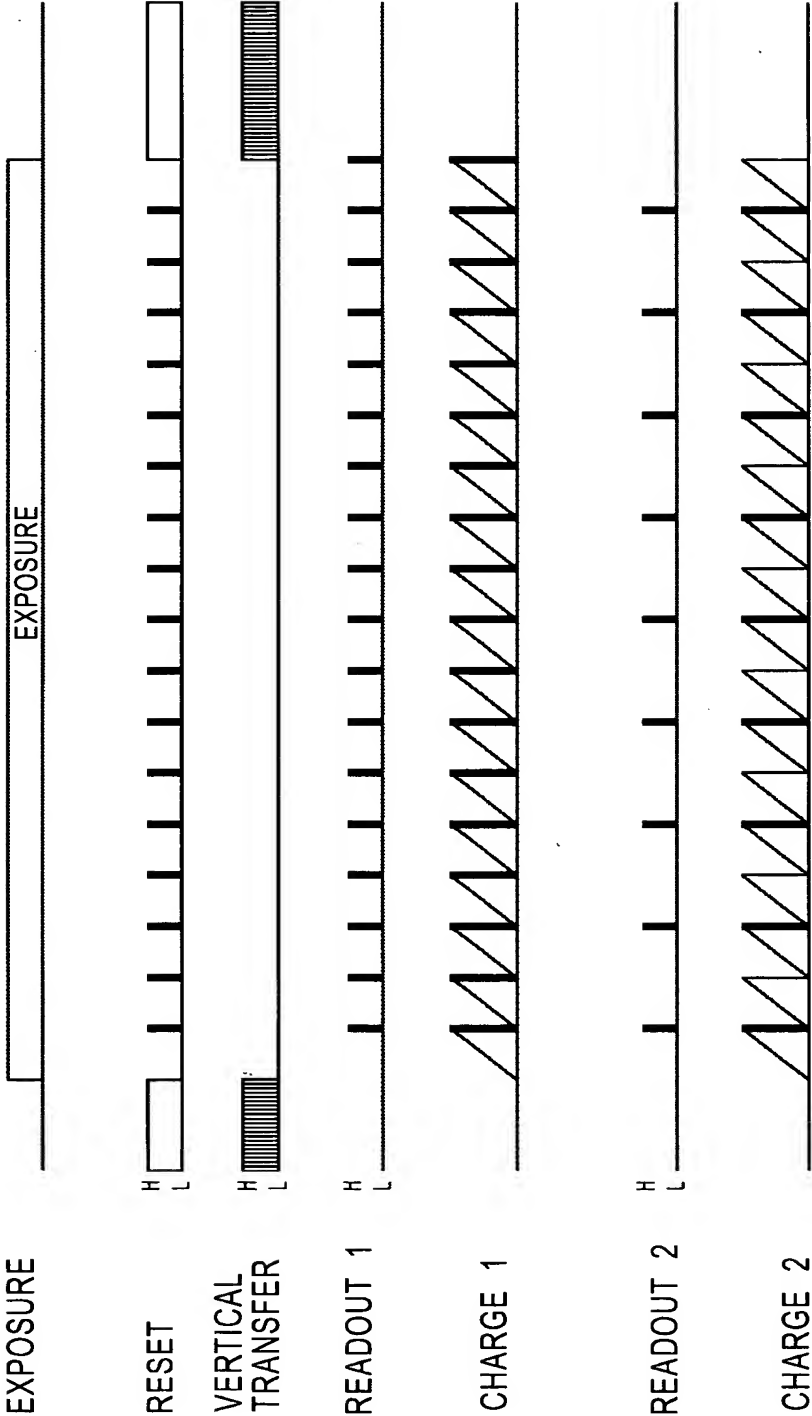 EXPOSURE
EXPOSURE
RESET
H
L
VERTICAL
TRANSFER
H
L
READOUT 1
H
L
CHARGE 1
READOUT 2
H
L
CHARGE 2